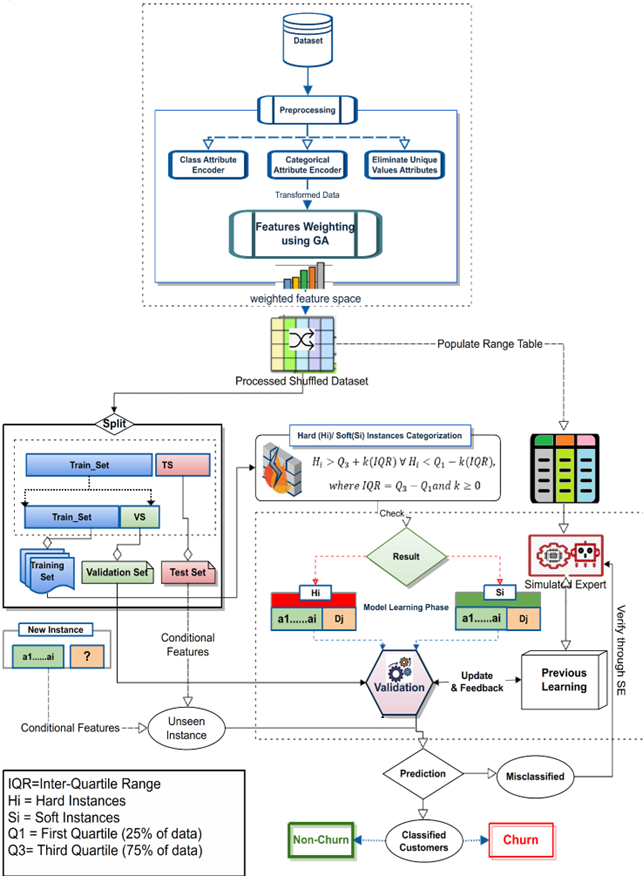 Dataset
Preprocessing
Class Attribute
Encoder
Categorical
Attribute Encoder
Eliminate Unique
Values Attributes
Transformed Data
Features Weighting
using GA
weighted feature space
Populate Range Table
Processed Shuffled Dataset
Split
Train_Set
TS
Train_Set
VS
Training
Set
Validation Set
Test Set
Hard (Hi)/ Soft(Si) Instances Categorization
H_i > Q_3 + k(IQR) ∀ H_i < Q_1 − k(IQR),
where IQR = Q_3 − Q_1and k ≥ 0
Check
Result
Hi
a1......ai
Dj
Model Learning Phase
Si
a1......ai
Dj
Simulated Expert
Verify through SE
New Instance
a1......ai
?
Conditional
Features
Validation
Update
& Feedback
Previous
Learning
Conditional Features
Unseen
Instance
Prediction
Misclassified
Non-Churn
Classified
Customers
Churn
IQR=Inter-Quartile Range
Hi = Hard Instances
Si = Soft Instances
Q1 = First Quartile (25% of data)
Q3= Third Quartile (75% of data)